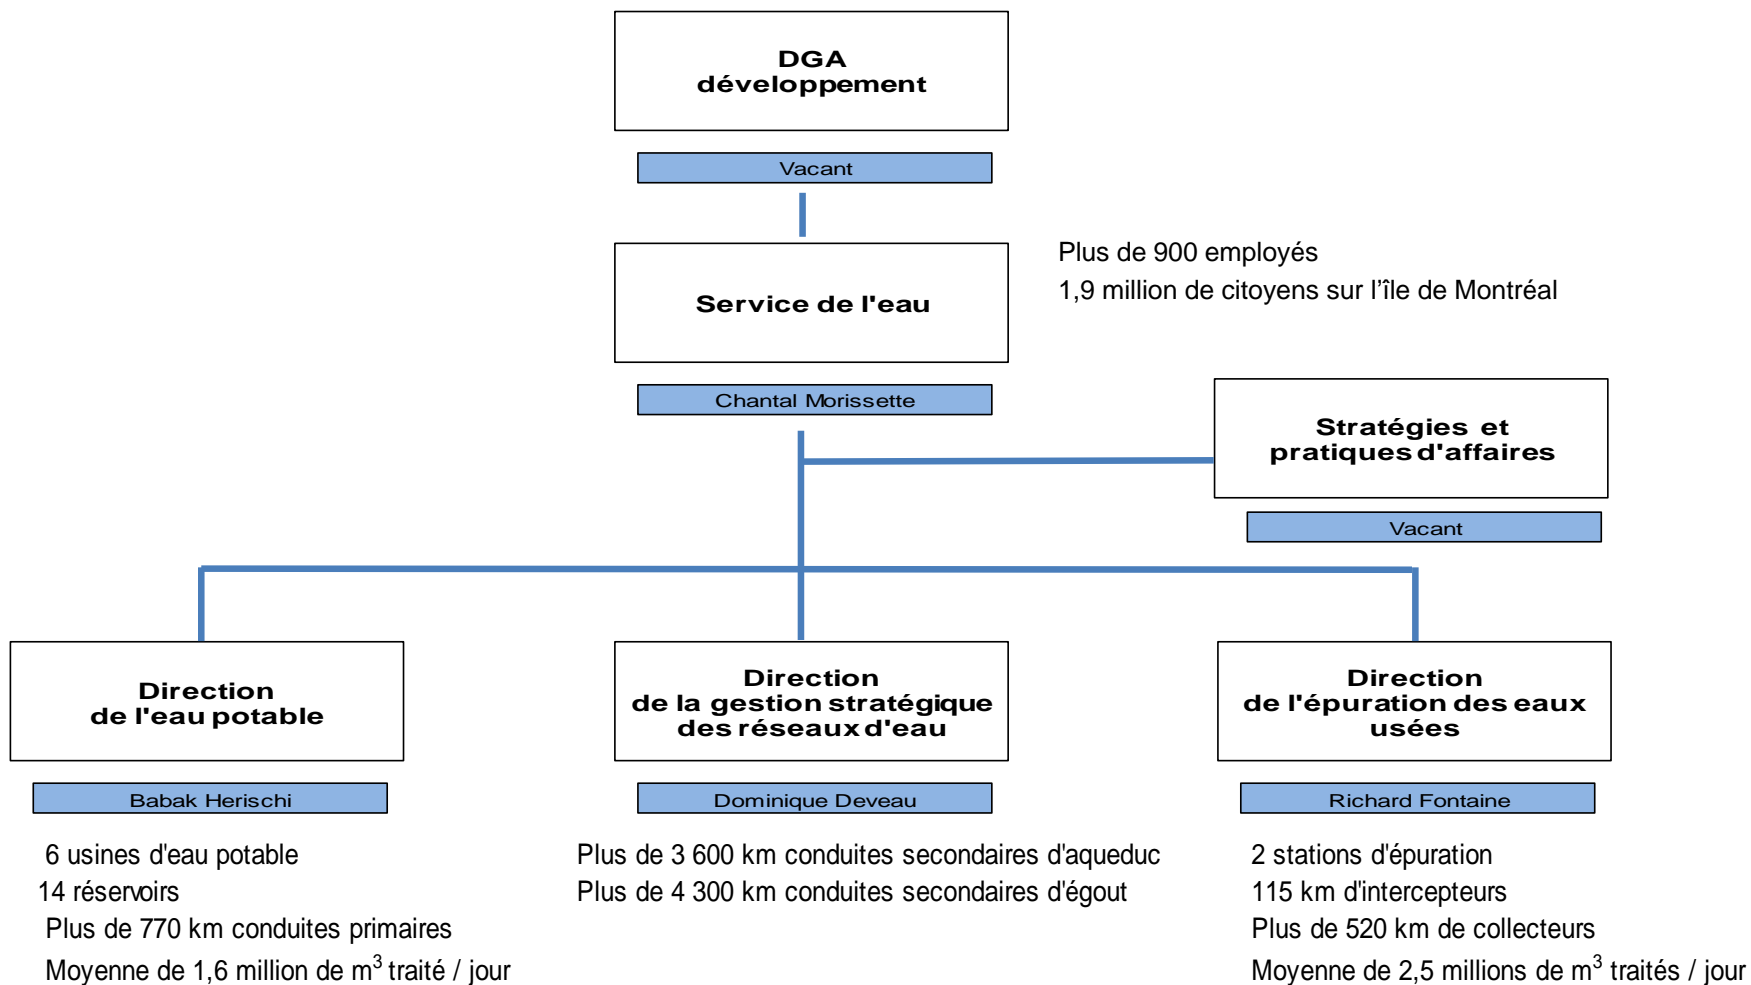 DGA
développement
Vacant
Service de l'eau
Plus de 900 employés
1,9 million de citoyens sur l'île de Montréal
Chantal Morissette
Stratégies et
pratiques d'affaires
Vacant
Direction
de l'eau potable
Babak Herischi
6 usines d'eau potable
14 réservoirs
Plus de 770 km conduites primaires
Moyenne de 1,6 million de m³ traité / jour
Direction
de la gestion stratégique
des réseaux d'eau
Dominique Deveau
Plus de 3 600 km conduites secondaires d'aqueduc
Plus de 4 300 km conduites secondaires d'égout
Direction
de l'épuration des eaux
usées
Richard Fontaine
2 stations d'épuration
115 km d'intercepteurs
Plus de 520 km de collecteurs
Moyenne de 2,5 millions de m³ traités / jour